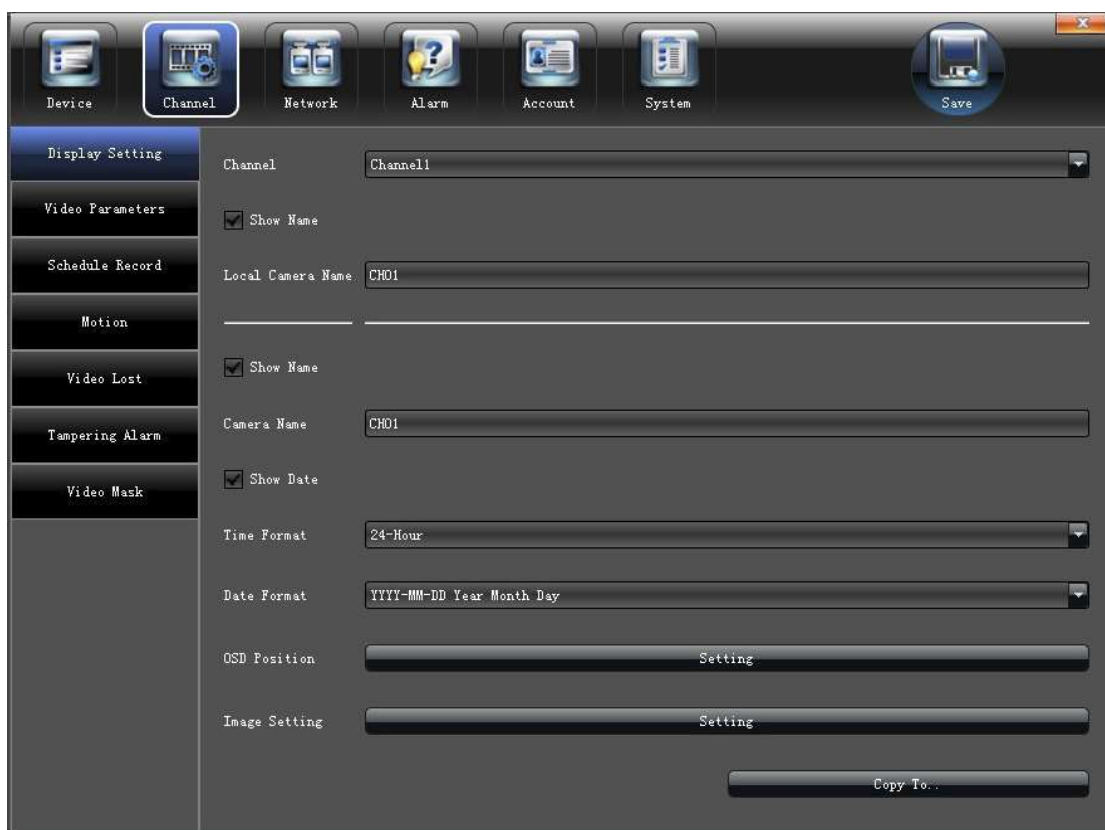 Device Channel Network Alarm Account System Save
Display Setting
Video Parameters
Schedule Record
Motion
Video Lost
Tampering Alarm
Video Mask
Channel Channel1
Show Name
Local Camera Name CH01
Show Name
Camera Name CH01
Show Date
Time Format 24-Hour
Date Format YYYY-MM-DD Year Month Day
OSD Position Setting
Image Setting Setting
Copy To..